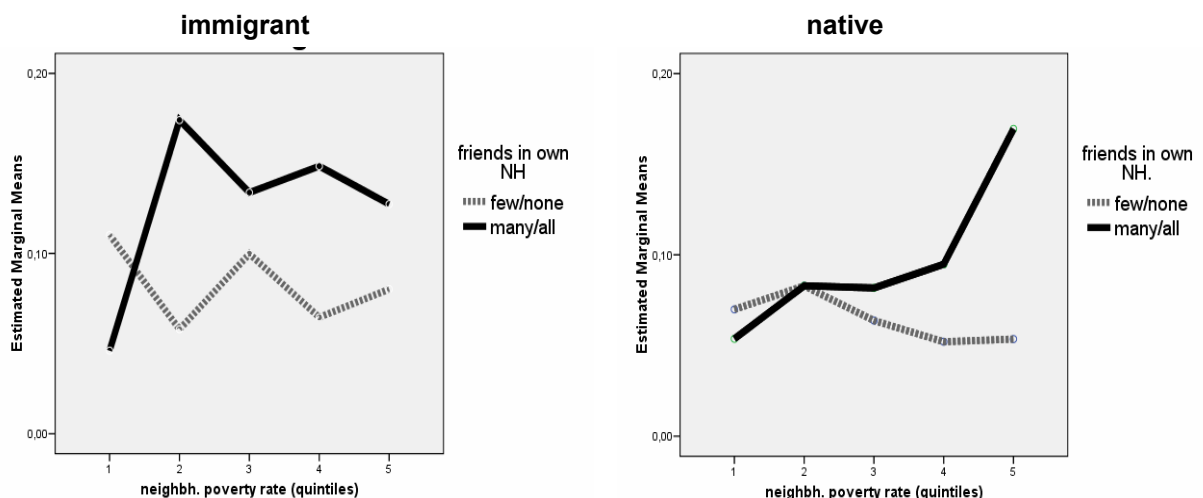 immigrant
0,20
0,10
0,00
Estimated Marginal Means
1 2 3 4 5
neighbh. poverty rate (quintiles)
friends in own
NH
few/none
many/all
native
0,20
0,10
0,00
Estimated Marginal Means
1 2 3 4 5
neighbh. poverty rate (quintiles)
friends in own
NH.
few/none
many/all